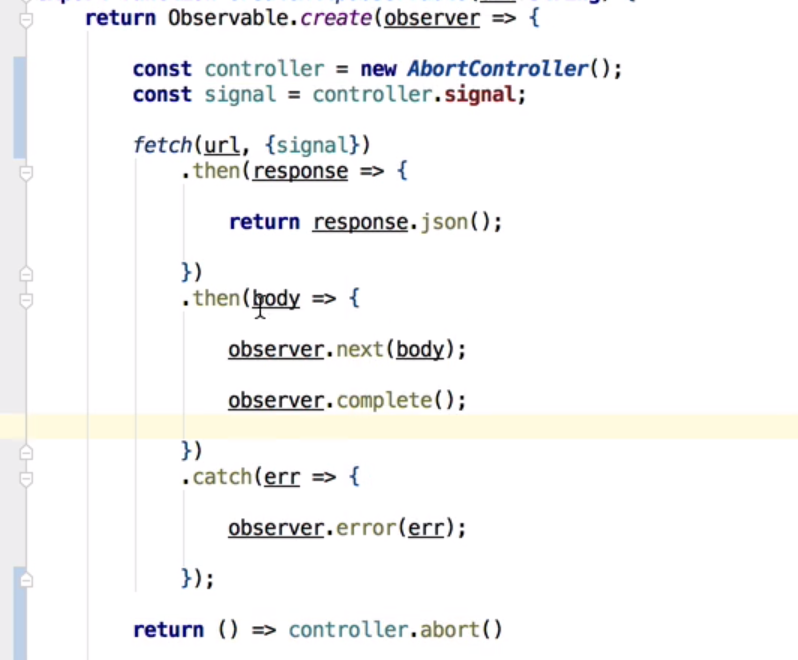 return Observable.create(observer => {
const controller = new AbortController();
const signal = controller.signal;
fetch(url, {signal})
.then(response => {
return response.json();
})
.then(body => {
observer.next(body);
observer.complete();
})
.catch(err => {
observer.error(err);
});
return () => controller.abort()